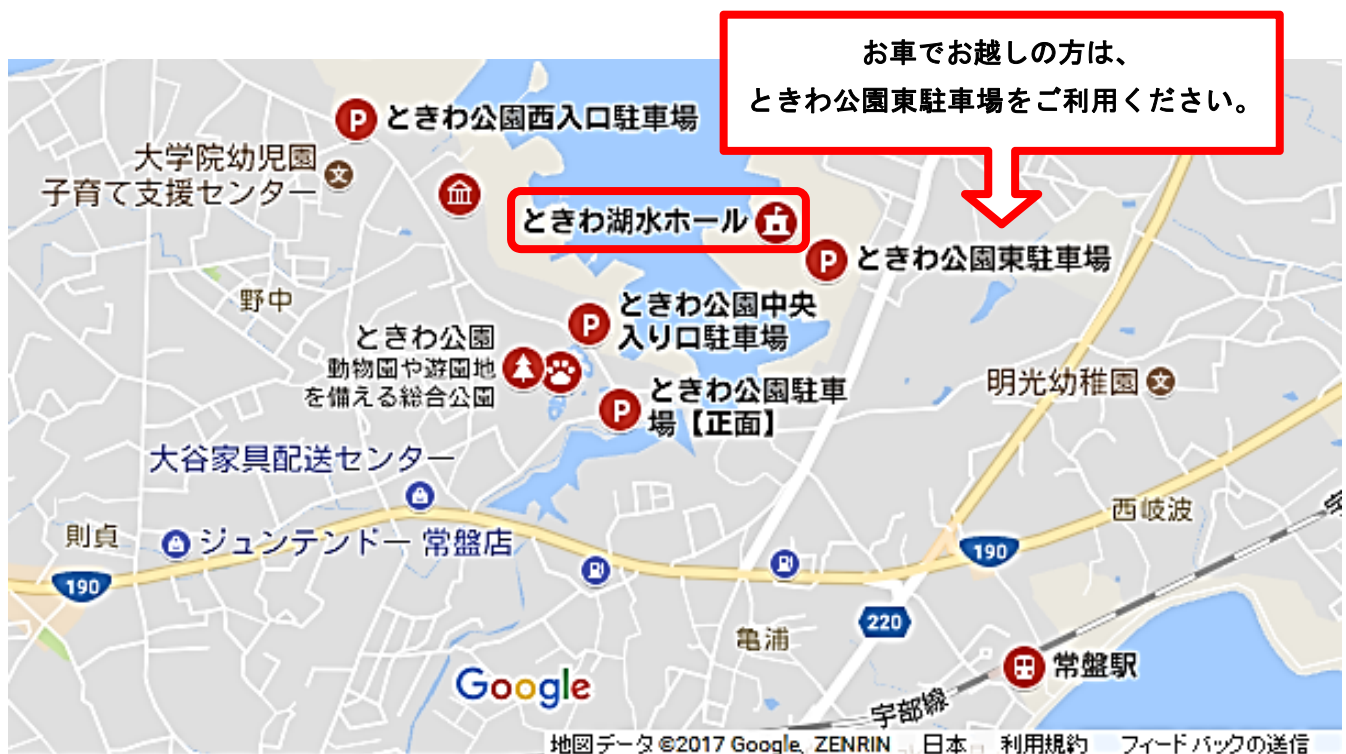 お車でお越しの方は、
ときわ公園東駐車場をご利用ください。
ときわ公園西入口駐車場
大学院幼児園
子育て支援センター
文
ときわ湖水ホール
P
ときわ公園東駐車場
野中
ときわ公園中央
入り口駐車場
ときわ公園
動物園や遊園地
を備える総合公園
ときわ公園駐車
場【正面】
明光幼稚園
文
大谷家具配送センター
則貞
ジュンテンドー 常盤店
西岐波
190
190
220
亀浦
常盤駅
Google
宇部線
宇
地図データ ©2017 Google, ZENRIN 日本 利用規約 フィードバックの送信